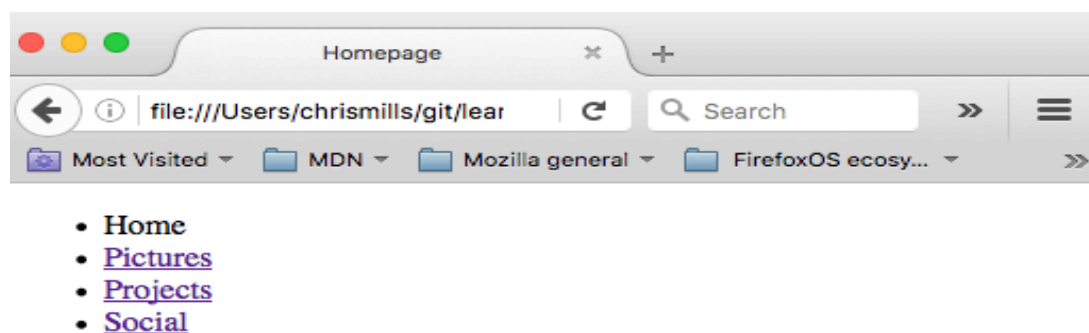 Homepage
file:///Users/chrismills/git/lear
Search
Most Visited MDN Mozilla general FirefoxOS ecosy...
Home
Pictures
Projects
Social